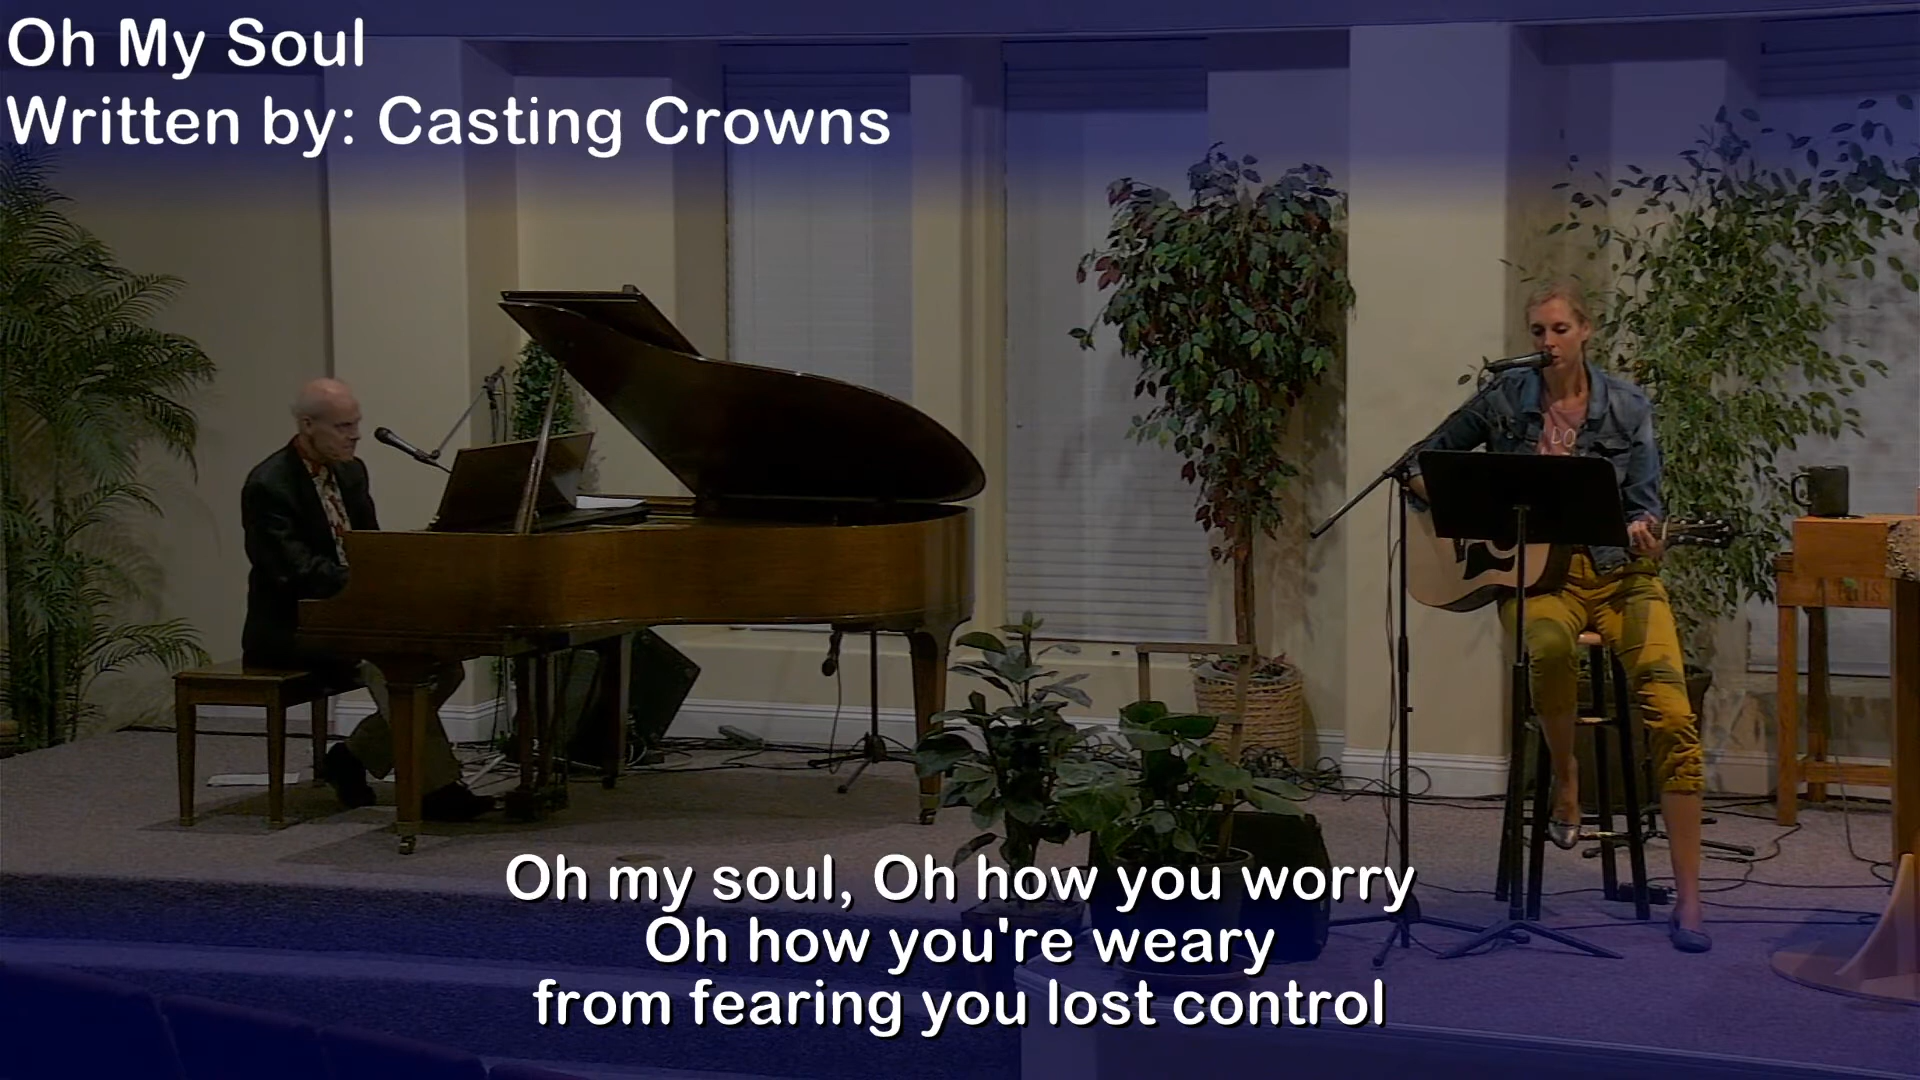 Oh My Soul
Written by: Casting Crowns
Oh my soul, Oh how you worry
Oh how you're weary
from fearing you lost control